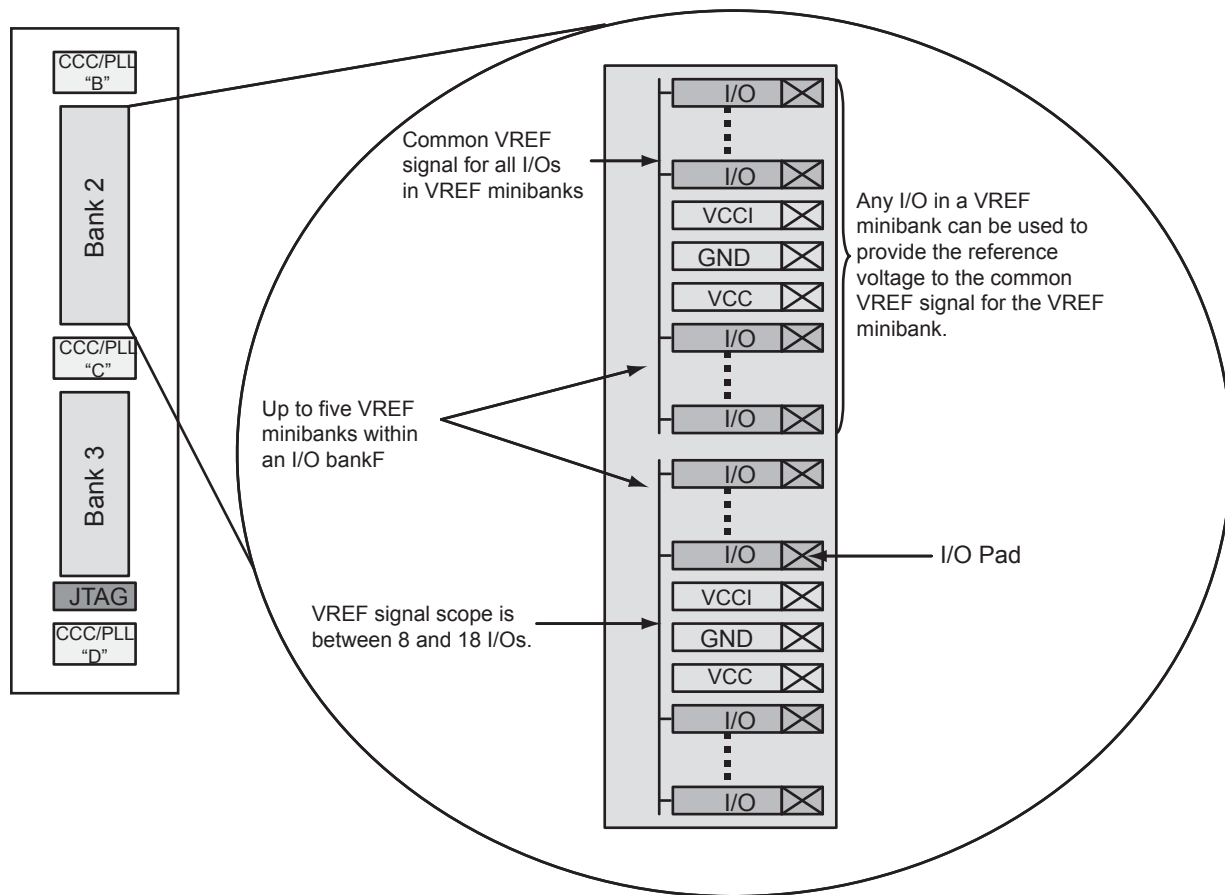 CCC/PLL
“B”
Bank 2
CCC/PLL
“C”
Bank 3
JTAG
CCC/PLL
“D”
Common VREF
signal for all I/Os
in VREF minibanks
Up to five VREF
minibanks within
an I/O bankF
VREF signal scope is
between 8 and 18 I/Os.
I/O
I/O
VCCI
GND
VCC
I/O
I/O
I/O
I/O
VCCI
GND
VCC
I/O
I/O
Any I/O in a VREF
minibank can be used to
provide the reference
voltage to the common
VREF signal for the VREF
minibank.
I/O Pad